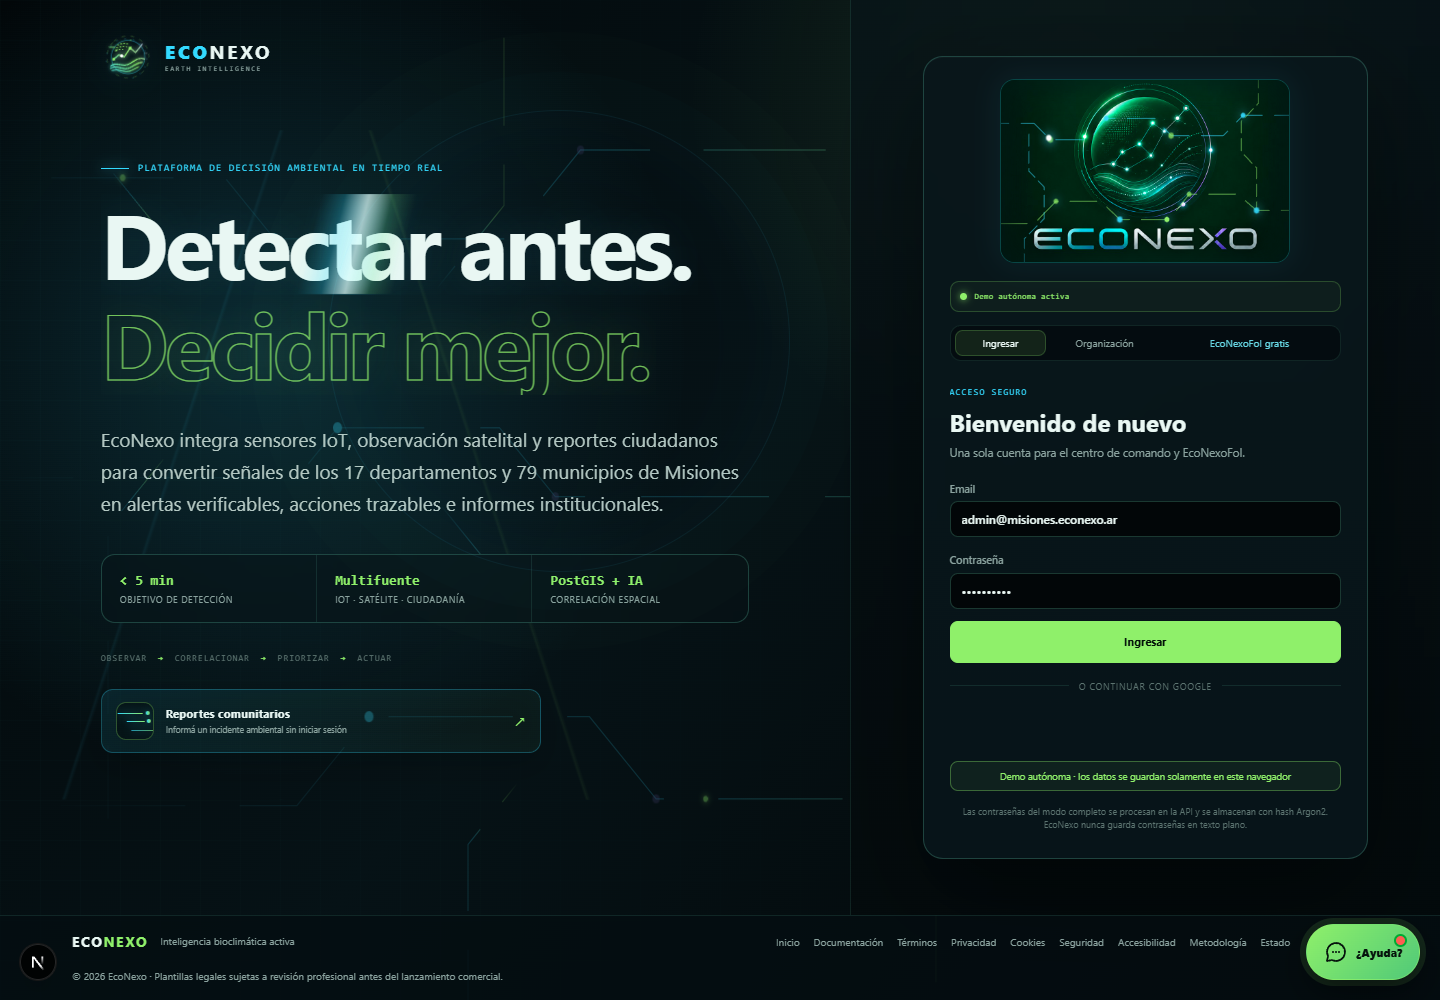 ECONEXO
EARTH INTELLIGENCE
PLATAFORMA DE DECISIÓN AMBIENTAL EN TIEMPO REAL
Detectar antes.
Decidir mejor.
EcoNexo integra sensores IoT, observación satelital y reportes ciudadanos
para convertir señales de los 17 departamentos y 79 municipios de Misiones
en alertas verificables, acciones trazables e informes institucionales.
< 5 min
OBJETIVO DE DETECCIÓN
Multifuente
IOT · SATÉLITE · CIUDADANÍA
PostGIS + IA
CORRELACIÓN ESPACIAL
OBSERVAR → CORRELACIONAR → PRIORIZAR → ACTUAR
Reportes comunitarios
Informá un incidente ambiental sin iniciar sesión
↗
ECONEXO
Demo autónoma activa
Ingresar Organización EcoNexoFol gratis
ACCESO SEGURO
Bienvenido de nuevo
Una sola cuenta para el centro de comando y EcoNexoFol.
Email
admin@misiones.econexo.ar
Contraseña
••••••••••
Ingresar
O CONTINUAR CON GOOGLE
Demo autónoma · los datos se guardan solamente en este navegador
Las contraseñas del modo completo se procesan en la API y se almacenan con hash Argon2.
EcoNexo nunca guarda contraseñas en texto plano.
ECONEXO Inteligencia bioclimática activa
Inicio Documentación Términos Privacidad Cookies Seguridad Accesibilidad Metodología Estado
© 2026 EcoNexo · Plantillas legales sujetas a revisión profesional antes del lanzamiento comercial.
N
¿Ayuda?